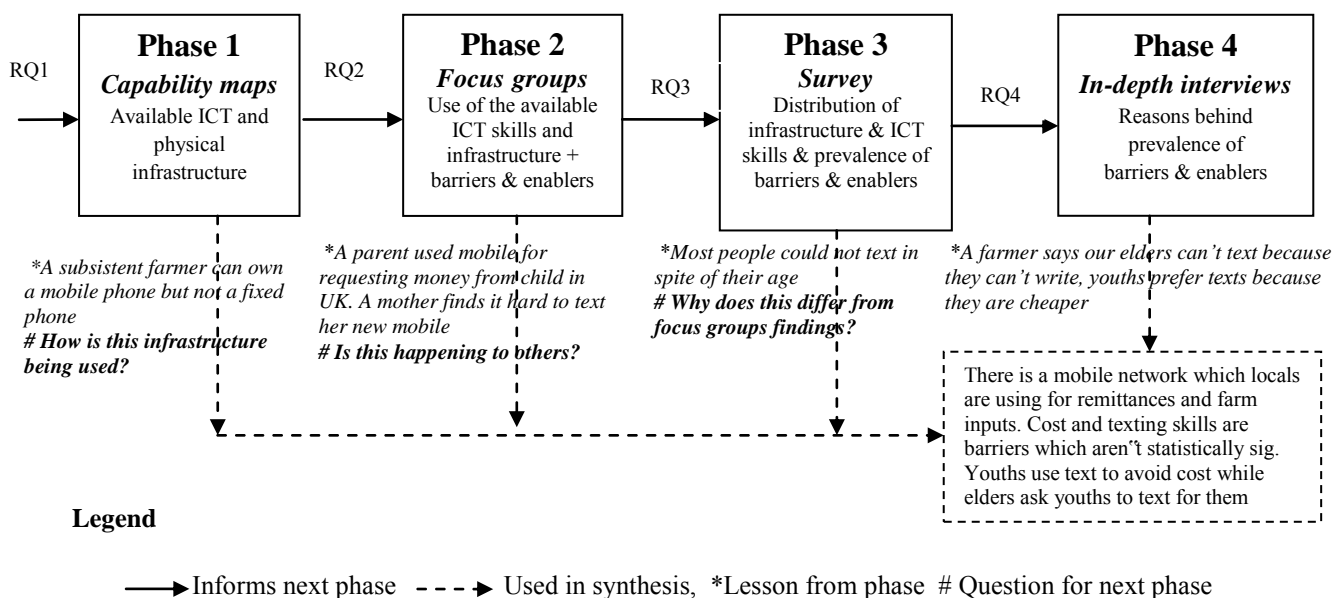 RQ1
Phase 1
Capability maps
Available ICT and
physical
infrastructure
RQ2
Phase 2
Focus groups
Use of the available
ICT skills and
infrastructure +
barriers & enablers
RQ3
Phase 3
Survey
Distribution of
infrastructure & ICT
skills & prevalence of
barriers & enablers
RQ4
Phase 4
In-depth interviews
Reasons behind
prevalence of
barriers & enablers
*A subsistent farmer can own
a mobile phone but not a fixed
phone
# How is this infrastructure
being used?
*A parent used mobile for
requesting money from child in
UK. A mother finds it hard to text
her new mobile
# Is this happening to others?
*Most people could not text in
spite of their age
# Why does this differ from
focus groups findings?
*A farmer says our elders can't text because
they can't write, youths prefer texts because
they are cheaper
There is a mobile network which locals
are using for remittances and farm
inputs. Cost and texting skills are
barriers which aren‟t statistically sig.
Youths use text to avoid cost while
elders ask youths to text for them
Legend
Informs next phase Used in synthesis, *Lesson from phase # Question for next phase